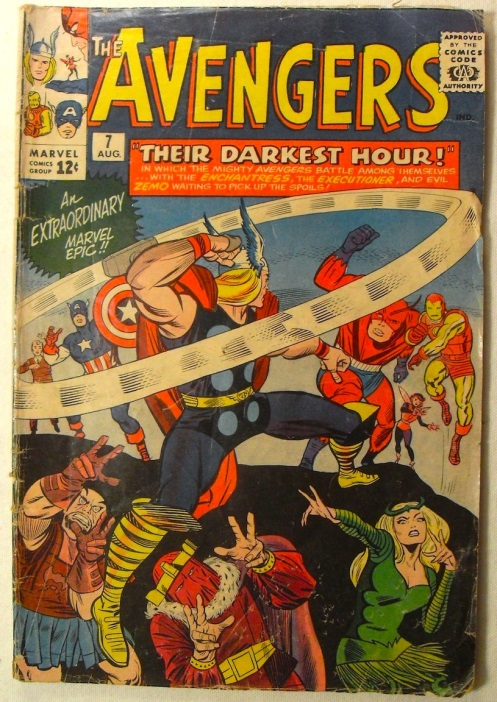 THE AVENGERS
APPROVED
BY THE
COMICS
CODE
CA
AUTHORITY
IND.
MARVEL
COMICS
GROUP
12¢
7
AUG.
"THEIR DARKEST HOUR!"
IN WHICH THE MIGHTY AVENGERS BATTLE AMONG THEMSELVES
...WITH THE ENCHANTRESS, THE EXECUTIONER, AND EVIL
ZEMO WAITING TO PICK UP THE SPOILS!
An
EXTRAORDINARY
MARVEL
EPIC!!
A